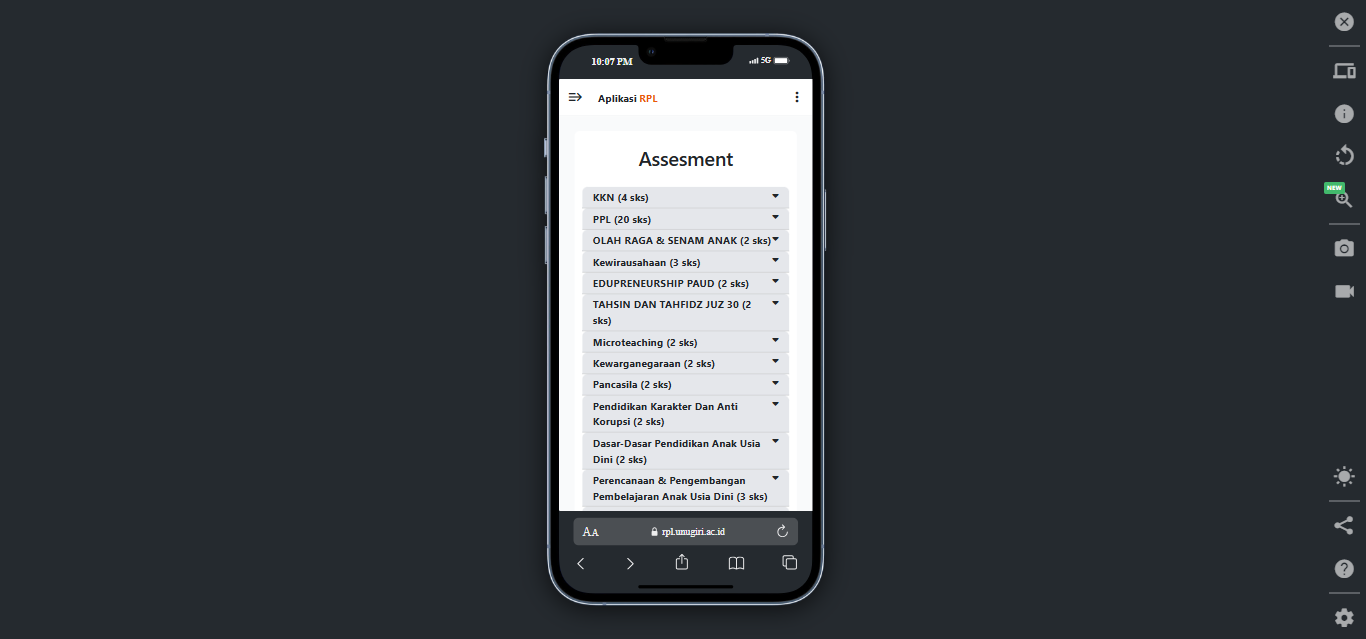 10:07 PM
5G
Aplikasi RPL
Assesment
KKN (4 sks)
PPL (20 sks)
OLAH RAGA & SENAM ANAK (2 sks)
Kewirausahaan (3 sks)
EDUPRENEURSHIP PAUD (2 sks)
TAHSIN DAN TAHFIDZ JUZ 30 (2
sks)
Microteaching (2 sks)
Kewarganegaraan (2 sks)
Pancasila (2 sks)
Pendidikan Karakter Dan Anti
Korupsi (2 sks)
Dasar-Dasar Pendidikan Anak Usia
Dini (2 sks)
Perencanaan & Pengembangan
Pembelajaran Anak Usia Dini (3 sks)
AA
rpl.unugiri.ac.id
NEW